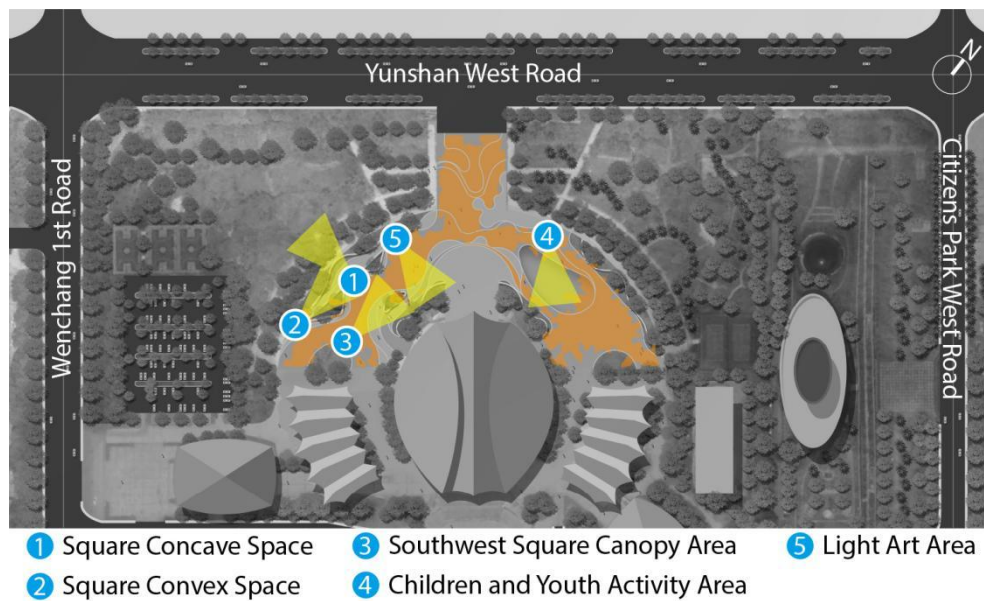 N
Yunshan West Road
Wenchang 1st Road
Citizens Park West Road
5
4
1
2
3
1 Square Concave Space
3 Southwest Square Canopy Area
5 Light Art Area
2 Square Convex Space
4 Children and Youth Activity Area